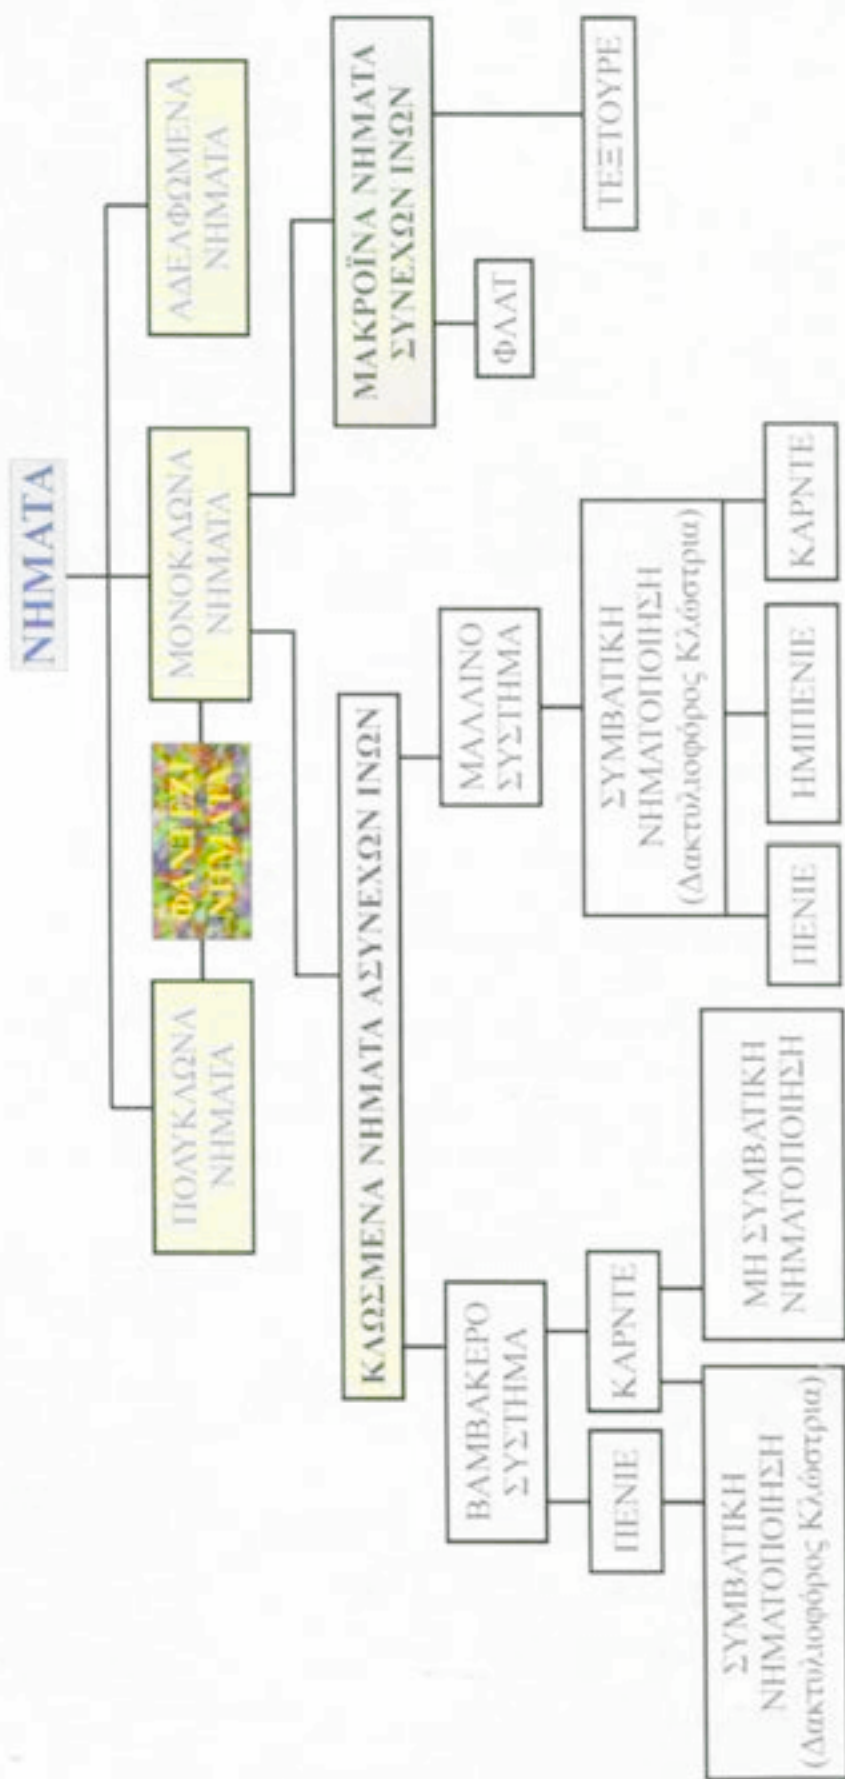 ΝΗΜΑΤΑ
ΠΟΛΥΚΛΩΝΑ
ΝΗΜΑΤΑ
ΦΑΝΤΕΖΙ
ΝΗΜΑΤΑ
ΜΟΝΟΚΛΩΝΑ
ΝΗΜΑΤΑ
ΑΔΕΛΦΩΜΕΝΑ
ΝΗΜΑΤΑ
ΚΛΩΣΜΕΝΑ ΝΗΜΑΤΑ ΑΣΥΝΕΧΩΝ ΙΝΩΝ
ΜΑΚΡΟΪΝΑ ΝΗΜΑΤΑ
ΣΥΝΕΧΩΝ ΙΝΩΝ
ΒΑΜΒΑΚΕΡΟ
ΣΥΣΤΗΜΑ
ΜΑΛΛΙΝΟ
ΣΥΣΤΗΜΑ
ΦΛΑΤ
ΤΕΞΤΟΥΡΕ
ΠΕΝΙΕ
ΚΑΡΝΤΕ
ΣΥΜΒΑΤΙΚΗ
ΝΗΜΑΤΟΠΟΙΗΣΗ
(Δακτυλιοφόρος Κλώστρια)
ΣΥΜΒΑΤΙΚΗ
ΝΗΜΑΤΟΠΟΙΗΣΗ
(Δακτυλιοφόρος Κλώστρια)
ΜΗ ΣΥΜΒΑΤΙΚΗ
ΝΗΜΑΤΟΠΟΙΗΣΗ
ΠΕΝΙΕ
ΗΜΙΠΕΝΙΕ
ΚΑΡΝΤΕ